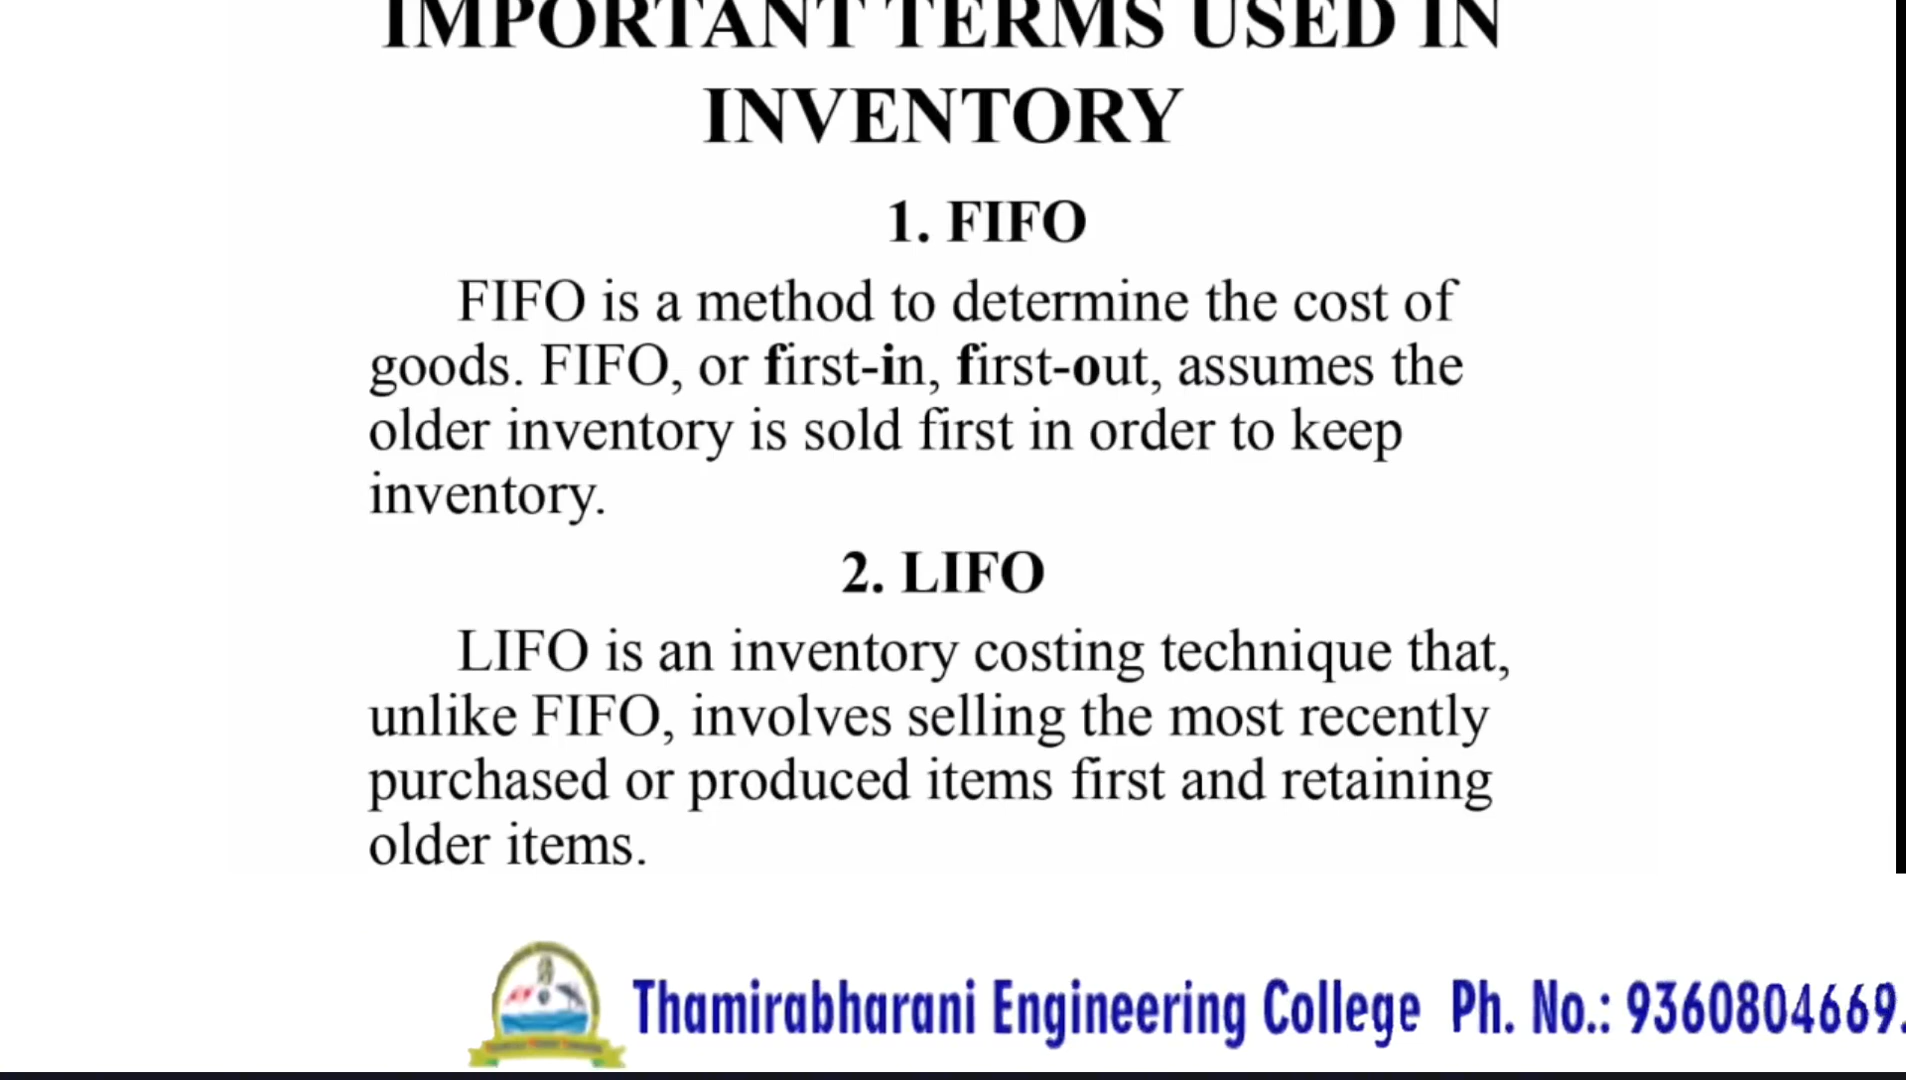 IMPORTANT TERMS USED IN
INVENTORY
1. FIFO
FIFO is a method to determine the cost of
goods. FIFO, or first-in, first-out, assumes the
older inventory is sold first in order to keep
inventory.
2. LIFO
LIFO is an inventory costing technique that,
unlike FIFO, involves selling the most recently
purchased or produced items first and retaining
older items.
Thamirabharani Engineering College Ph. No.: 9360804669.